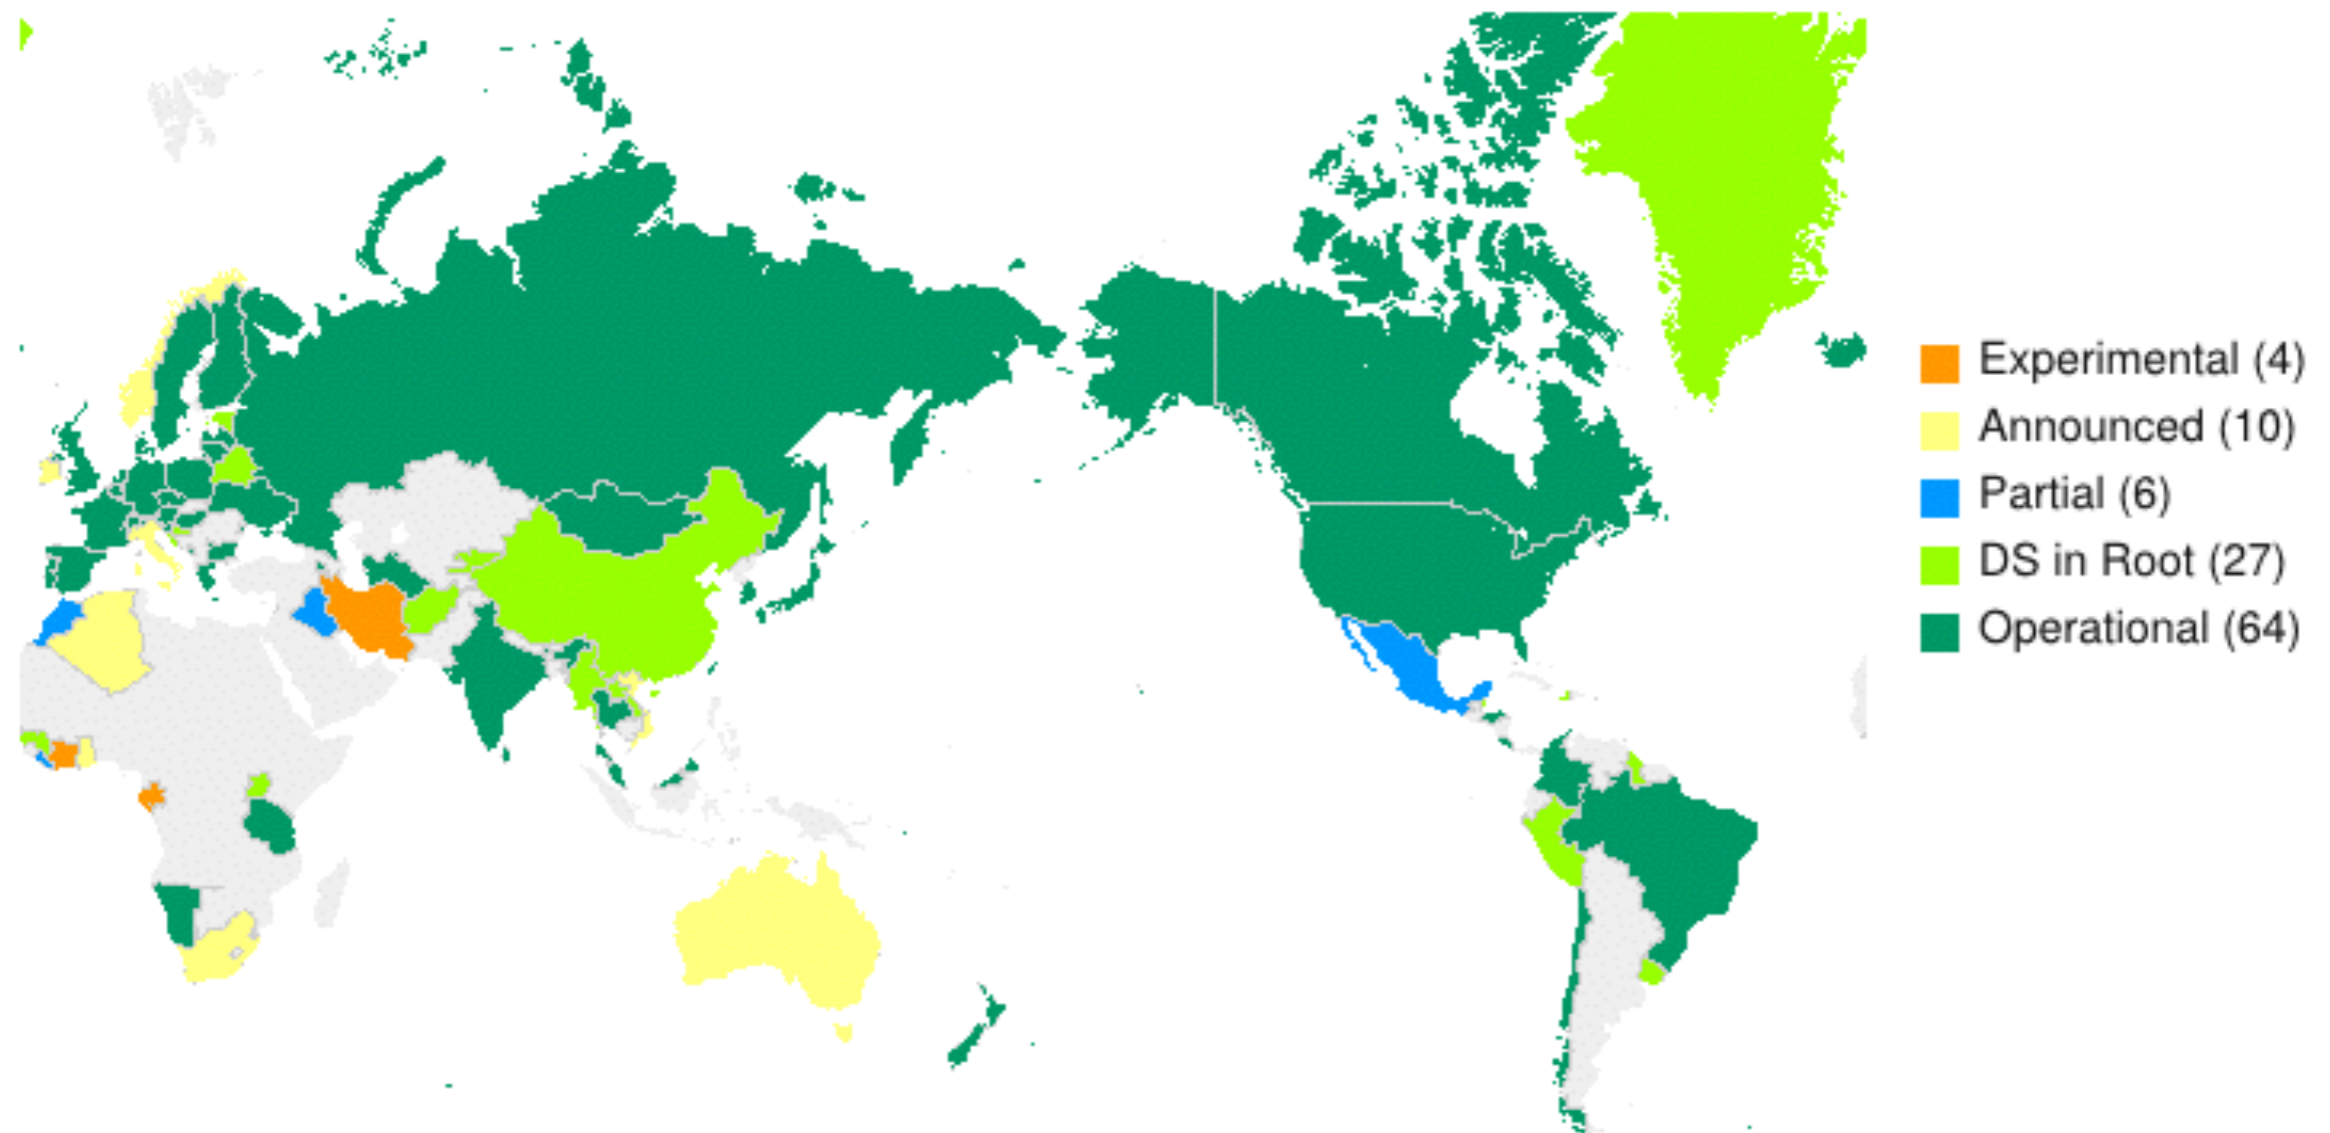 Experimental (4)
Announced (10)
Partial (6)
DS in Root (27)
Operational (64)